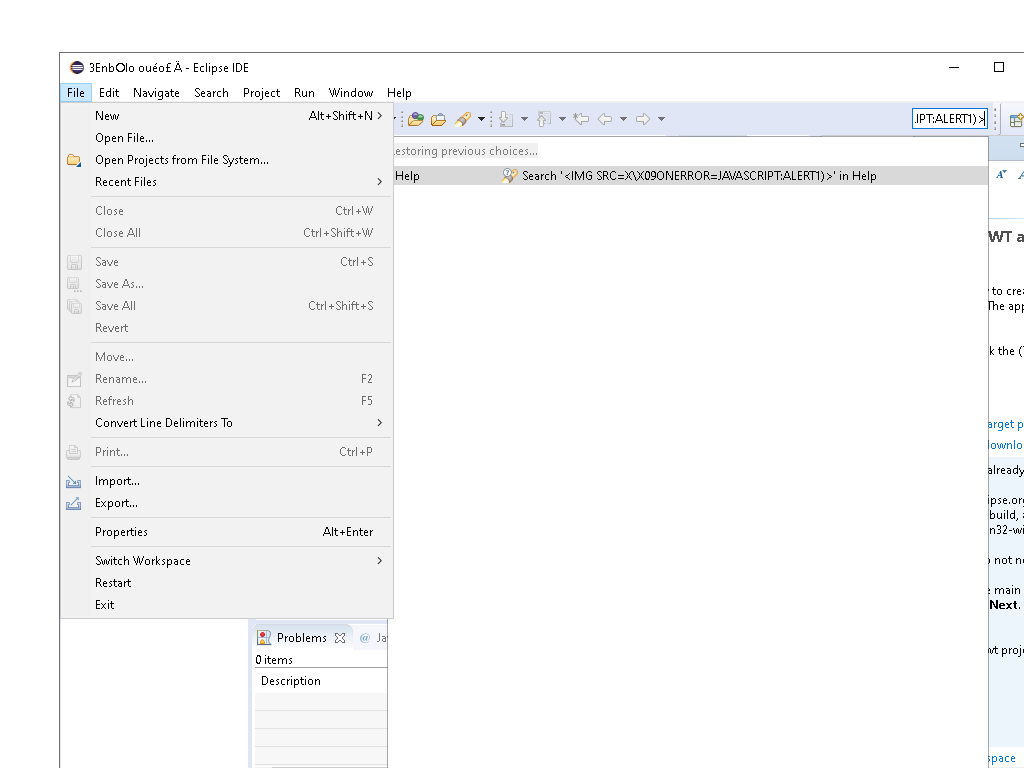 3EnbOlo ouéo£ Ä - Eclipse IDE
File Edit Navigate Search Project Run Window Help
New Alt+Shift+N
Open File...
Open Projects from File System...
Recent Files
Close Ctrl+W
Close All Ctrl+Shift+W
Save Ctrl+S
Save As...
Save All Ctrl+Shift+S
Revert
Move...
Rename... F2
Refresh F5
Convert Line Delimiters To
Print... Ctrl+P
Import...
Export...
Properties Alt+Enter
Switch Workspace
Restart
Exit
IPT:ALERT1)>
estoring previous choices...
Help Search '<IMG SRC=X\X09ONERROR=JAVASCRIPT:ALERT1)>' in Help
WT a
to crea
The app
k the (
arget p
ownlo
already
ipse.org
build,
n32-wi
not n
main
Next.
wt proj
space
Problems @ Ja
0 items
Description